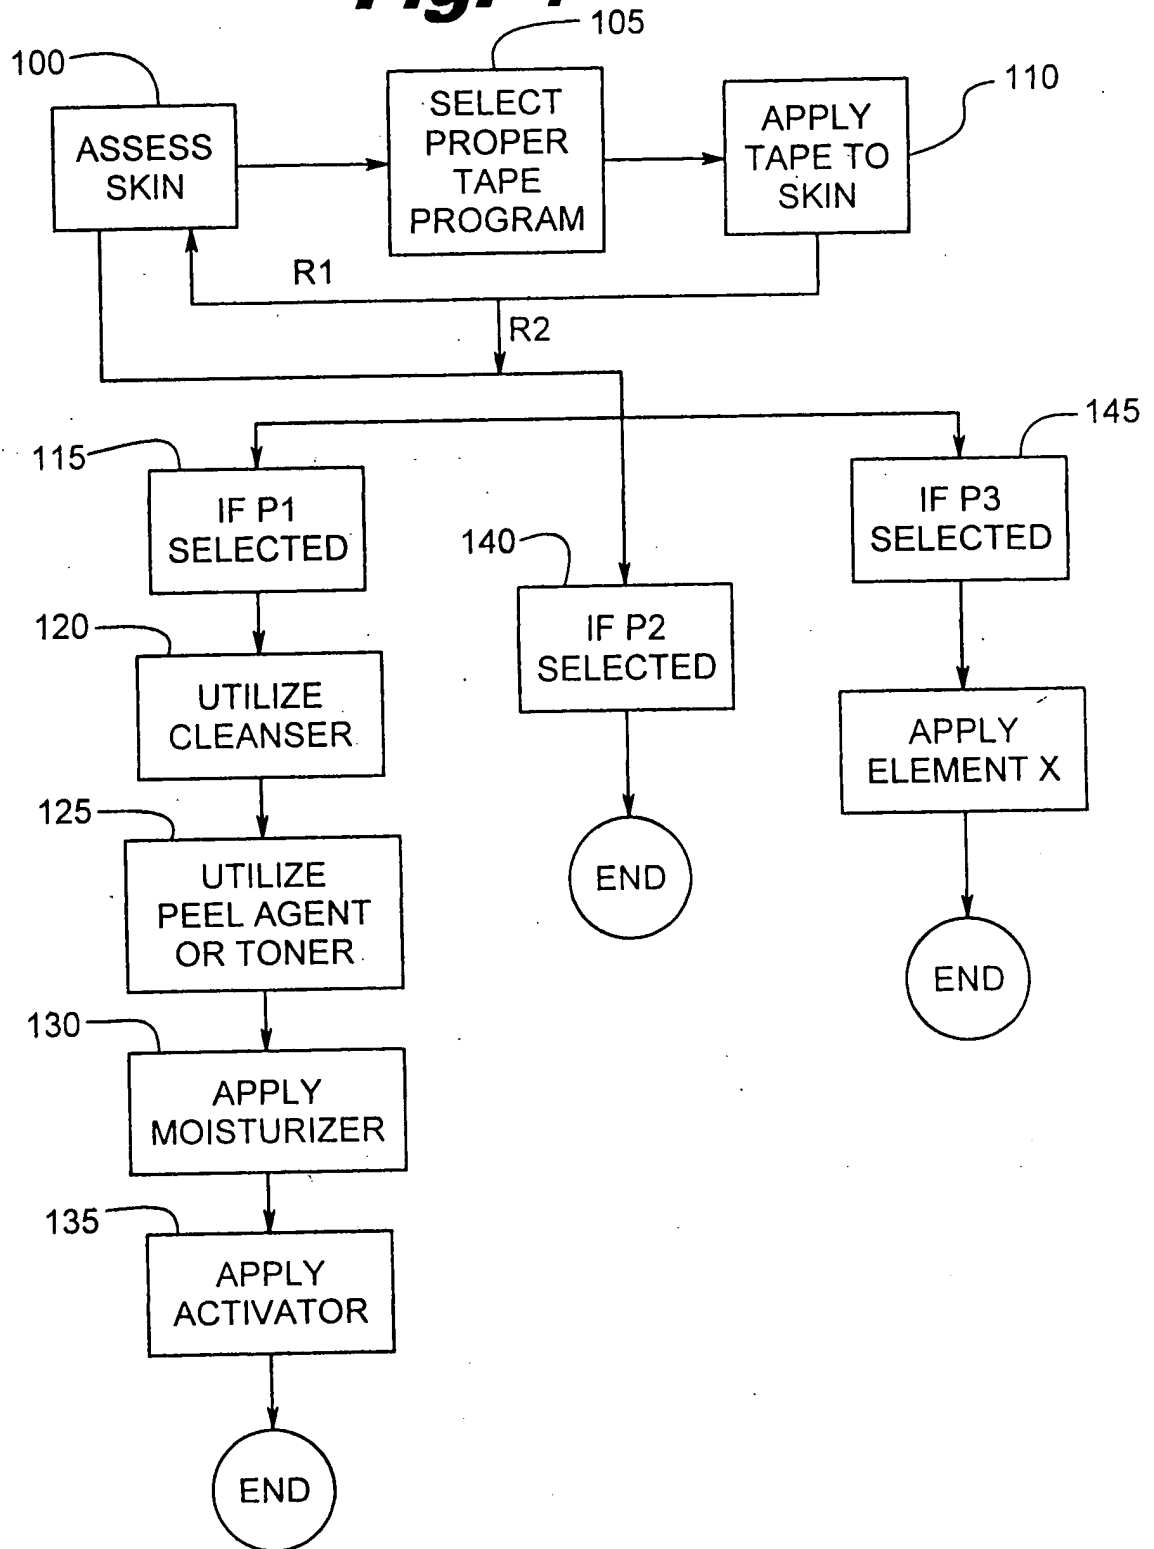 Fig.
105
100
110
ASSESS
SKIN
SELECT
PROPER
TAPE
PROGRAM
APPLY
TAPE TO
SKIN
R1
R2
115
145
IF P1
SELECTED
IF P3
SELECTED
140
IF P2
SELECTED
120
UTILIZE
CLEANSER
APPLY
ELEMENT X
125
UTILIZE
PEEL AGENT
OR TONER
END
END
130
APPLY
MOISTURIZER
135
APPLY
ACTIVATOR
END